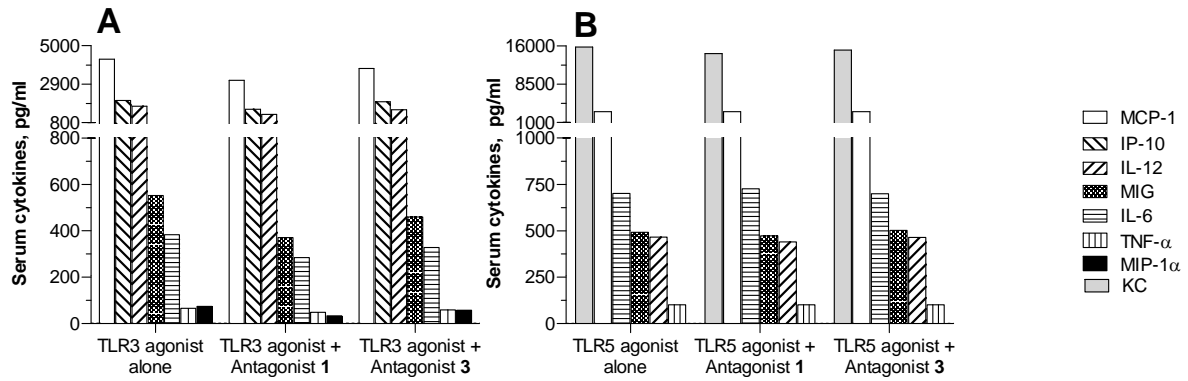 A
Serum cytokines, pg/ml
5000
2900
800
800
600
400
200
0
TLR3 agonist
alone
TLR3 agonist +
Antagonist 1
TLR3 agonist +
Antagonist 3
B
Serum cytokines, pg/ml
16000
8500
1000
1000
750
500
250
0
TLR5 agonist
alone
TLR5 agonist +
Antagonist 1
TLR5 agonist +
Antagonist 3
MCP-1
IP-10
IL-12
MIG
IL-6
TNF-α
MIP-1α
KC